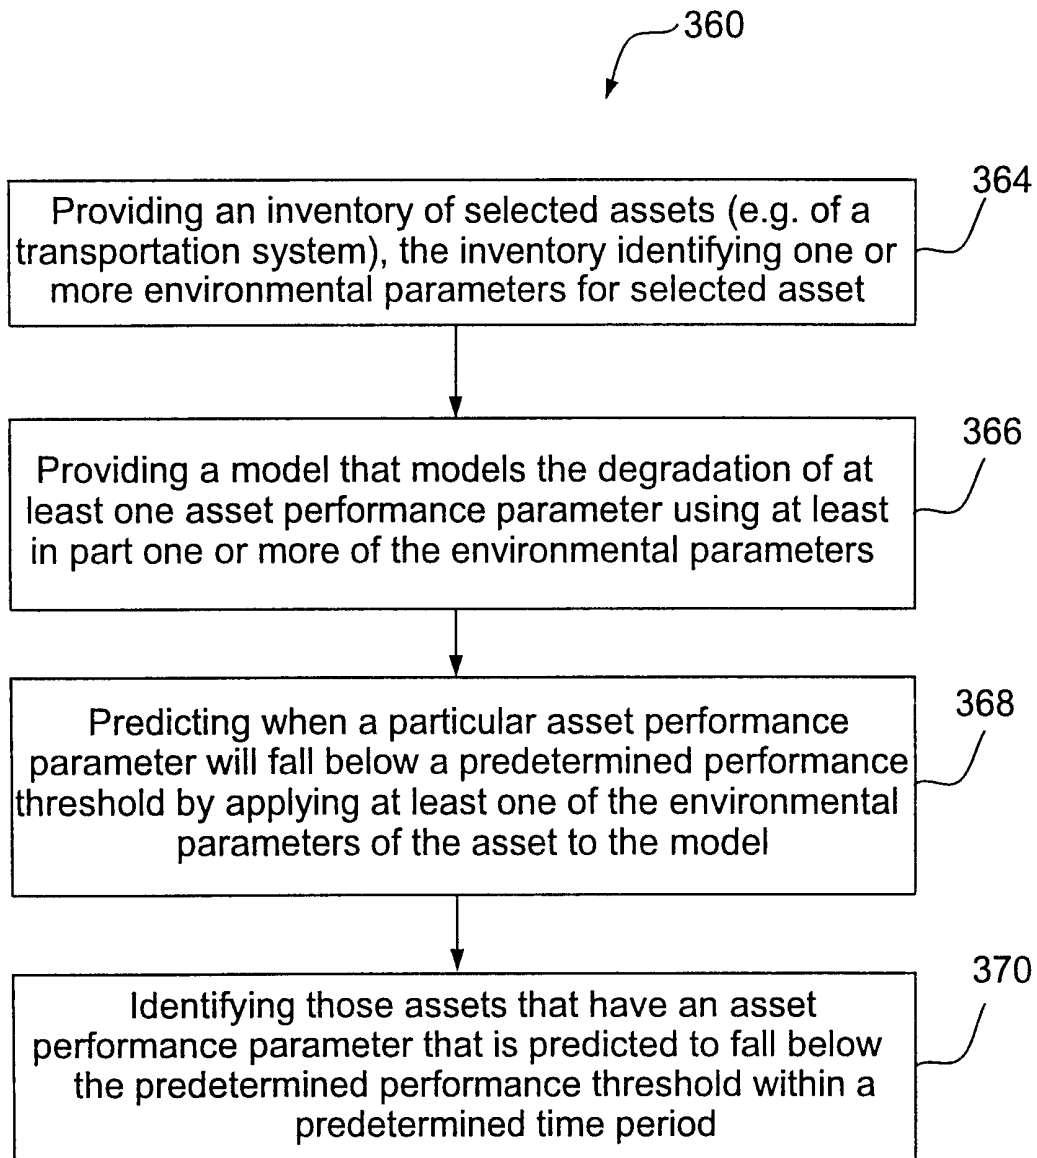 360
364
Providing an inventory of selected assets (e.g. of a
transportation system), the inventory identifying one or
more environmental parameters for selected asset
366
Providing a model that models the degradation of at
least one asset performance parameter using at least
in part one or more of the environmental parameters
368
Predicting when a particular asset performance
parameter will fall below a predetermined performance
threshold by applying at least one of the environmental
parameters of the asset to the model
370
Identifying those assets that have an asset
performance parameter that is predicted to fall below
the predetermined performance threshold within a
predetermined time period